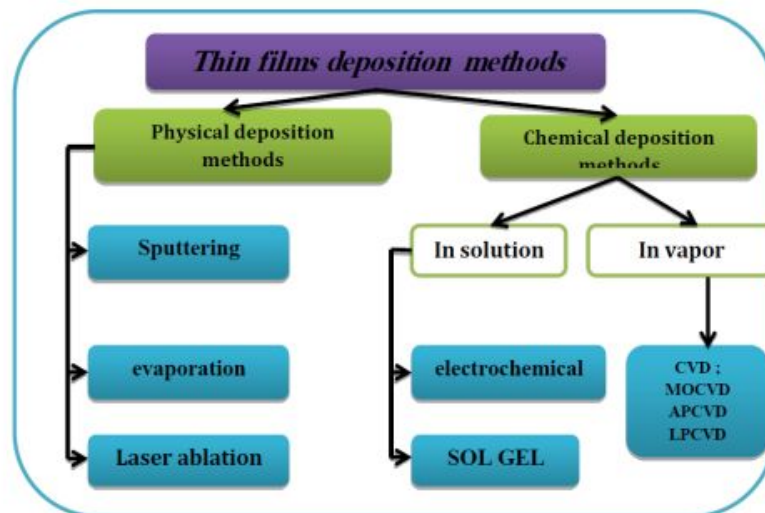 Thin films deposition methods
Physical deposition
methods
Chemical deposition
methods
Sputtering
In solution
In vapor
evaporation
electrochemical
CVD ;
MOCVD
APCVD
LPCVD
Laser ablation
SOL GEL